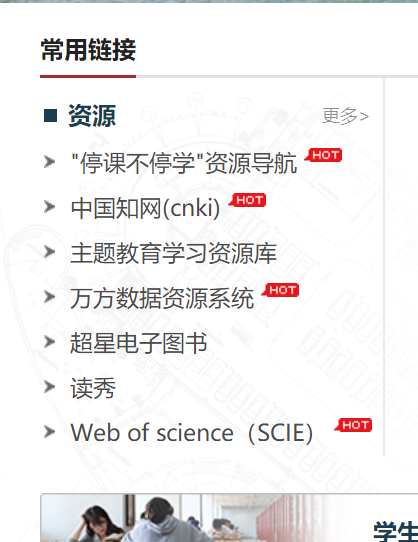 常用链接
资源 更多>
"停课不停学"资源导航 HOT
中国知网(cnki) HOT
主题教育学习资源库
万方数据资源系统 HOT
超星电子图书
读秀
Web of science（SCIE） HOT
学生